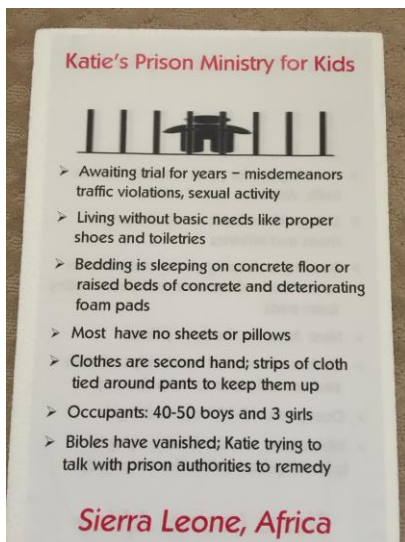 Katie's Prison Ministry for Kids
➢ Awaiting trial for years – misdemeanors
traffic violations, sexual activity
➢ Living without basic needs like proper
shoes and toiletries
➢ Bedding is sleeping on concrete floor or
raised beds of concrete and deteriorating
foam pads
➢ Most have no sheets or pillows
➢ Clothes are second hand; strips of cloth
tied around pants to keep them up
➢ Occupants: 40-50 boys and 3 girls
➢ Bibles have vanished; Katie trying to
talk with prison authorities to remedy
Sierra Leone, Africa